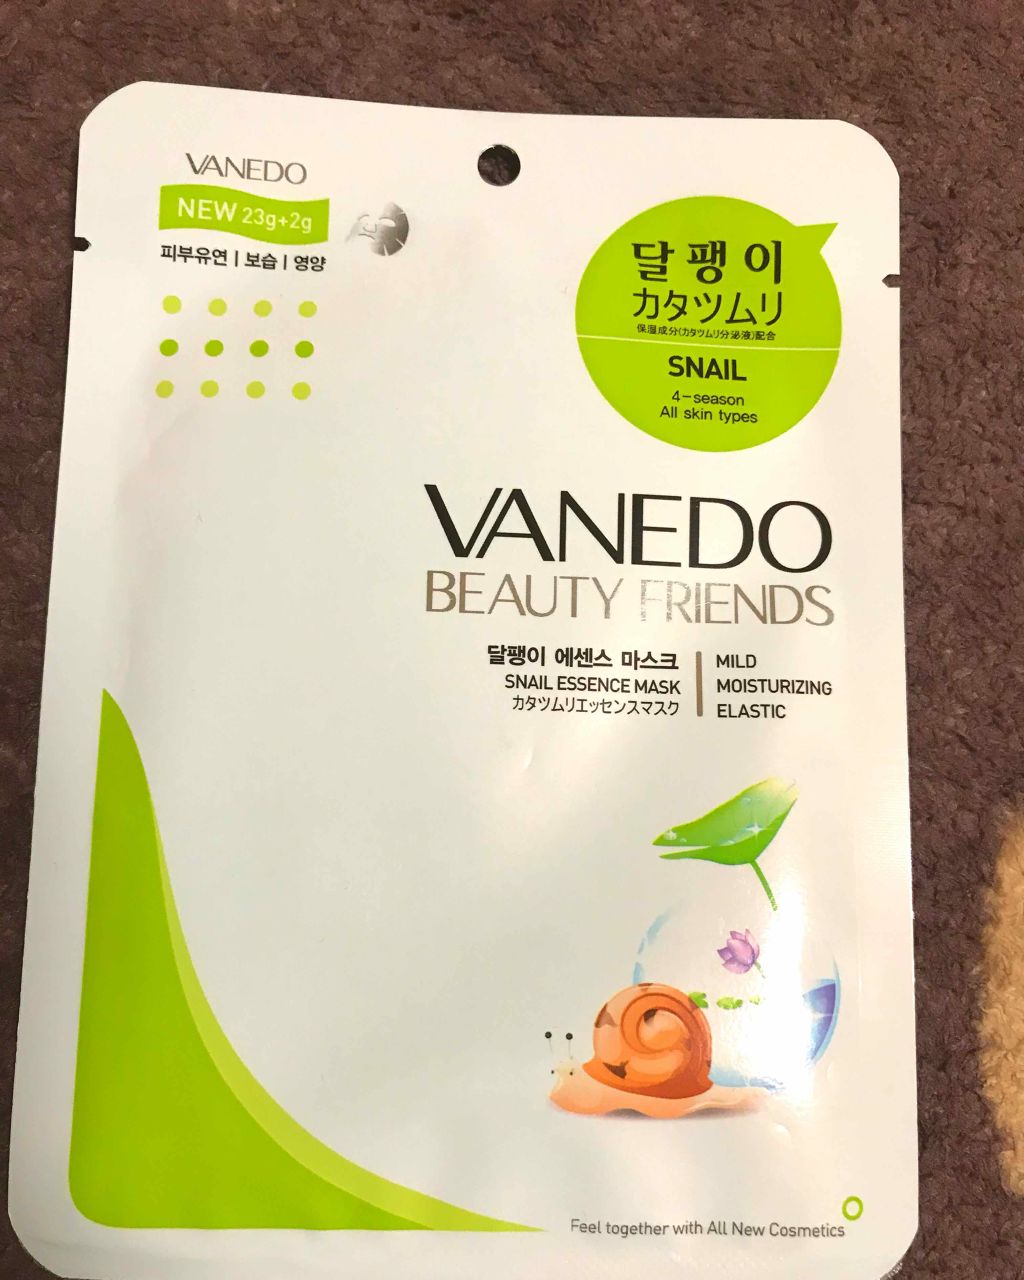 VANEDO
NEW 23g+2g
피부유연 | 보습 | 영양
달팽이
カタツムリ
保湿成分(カタツムリ分泌液)配合
SNAIL
4-season
All skin types
VANEDO
BEAUTY FRIENDS
달팽이 에센스 마스크
SNAIL ESSENCE MASK
カタツムリエッセンスマスク
MILD
MOISTURIZING
ELASTIC
Feel together with All New Cosmetics